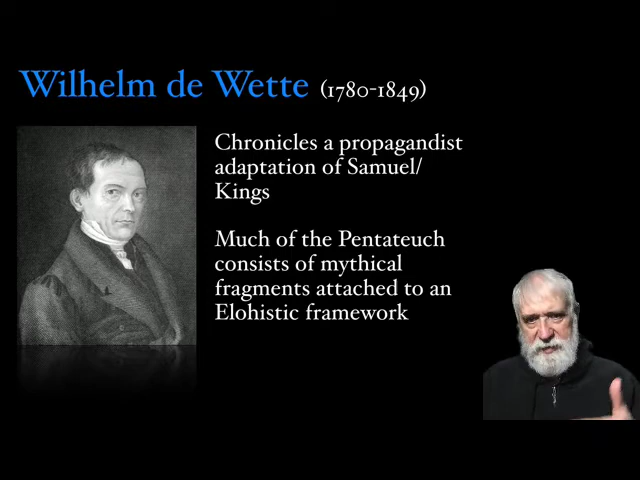 Wilhelm de Wette (1780-1849)
Chronicles a propagandist
adaptation of Samuel/
Kings
Much of the Pentateuch
consists of mythical
fragments attached to an
Elohistic framework